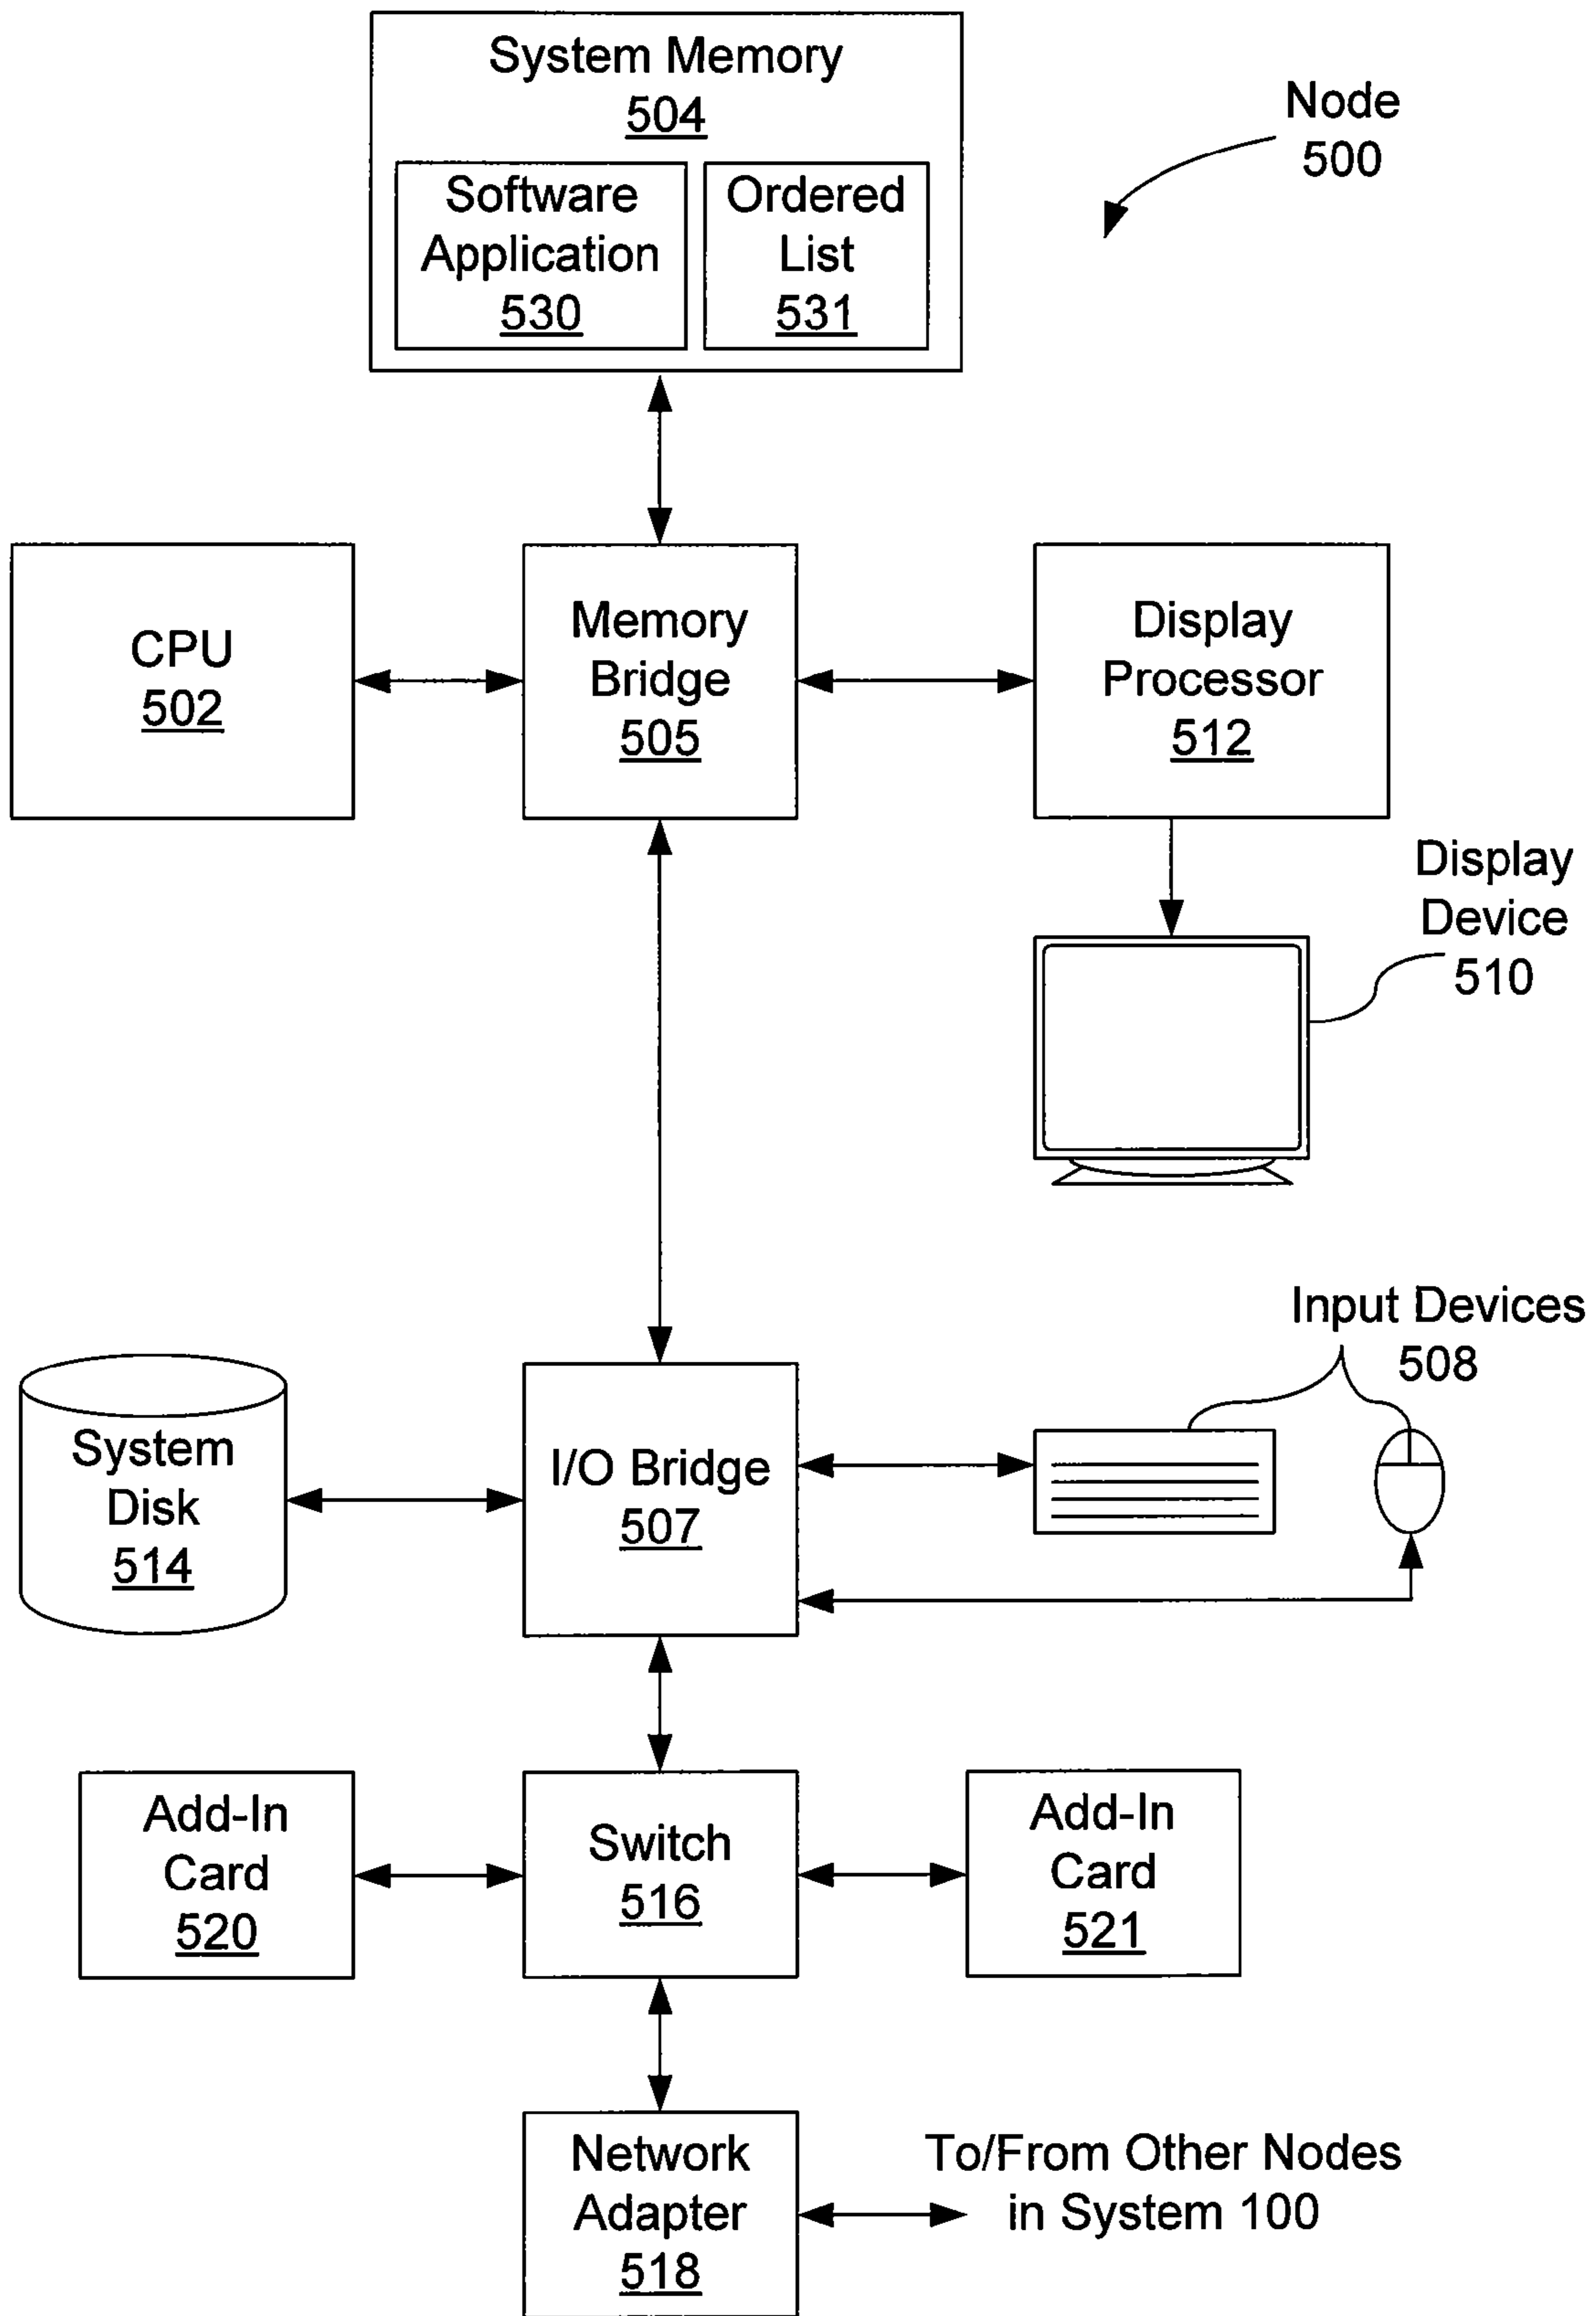 System Memory
504
Node
500
Software
Application
530
Ordered
List
531
CPU
502
Memory
Bridge
505
Display
Processor
512
Display
Device
510
Input Devices
508
System
Disk
514
I/O Bridge
507
Add-In
Card
520
Switch
516
Add-In
Card
521
Network
Adapter
518
To/From Other Nodes
in System 100